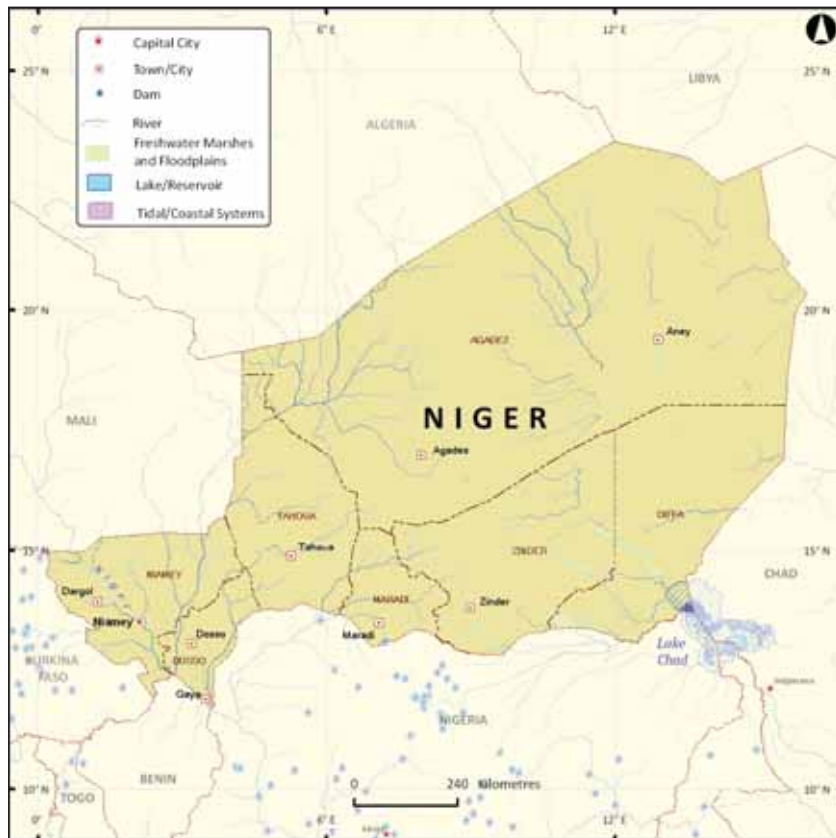 0°
6° E
12° E
25° N
25° N
Capital City
Town/City
Dam
River
Freshwater Marshes
and Floodplains
Lake/Reservoir
Tidal/Coastal Systems
LIBYA
ALGERIA
20° N
20° N
AGADEZ
Aney
MALI
NIGER
Agades
TAHOUA
DIFFA
15° N
15° N
Tahoua
ZINDER
NIAMEY
CHAD
Dargol
MARADI
Zinder
Niamey
Dosso
Maradi
BURKINA
FASO
DOSSO
Lake
Chad
Gaya
NIGERIA
BENIN
10° N
10° N
TOGO
0
240 Kilometres
6° E
12° E